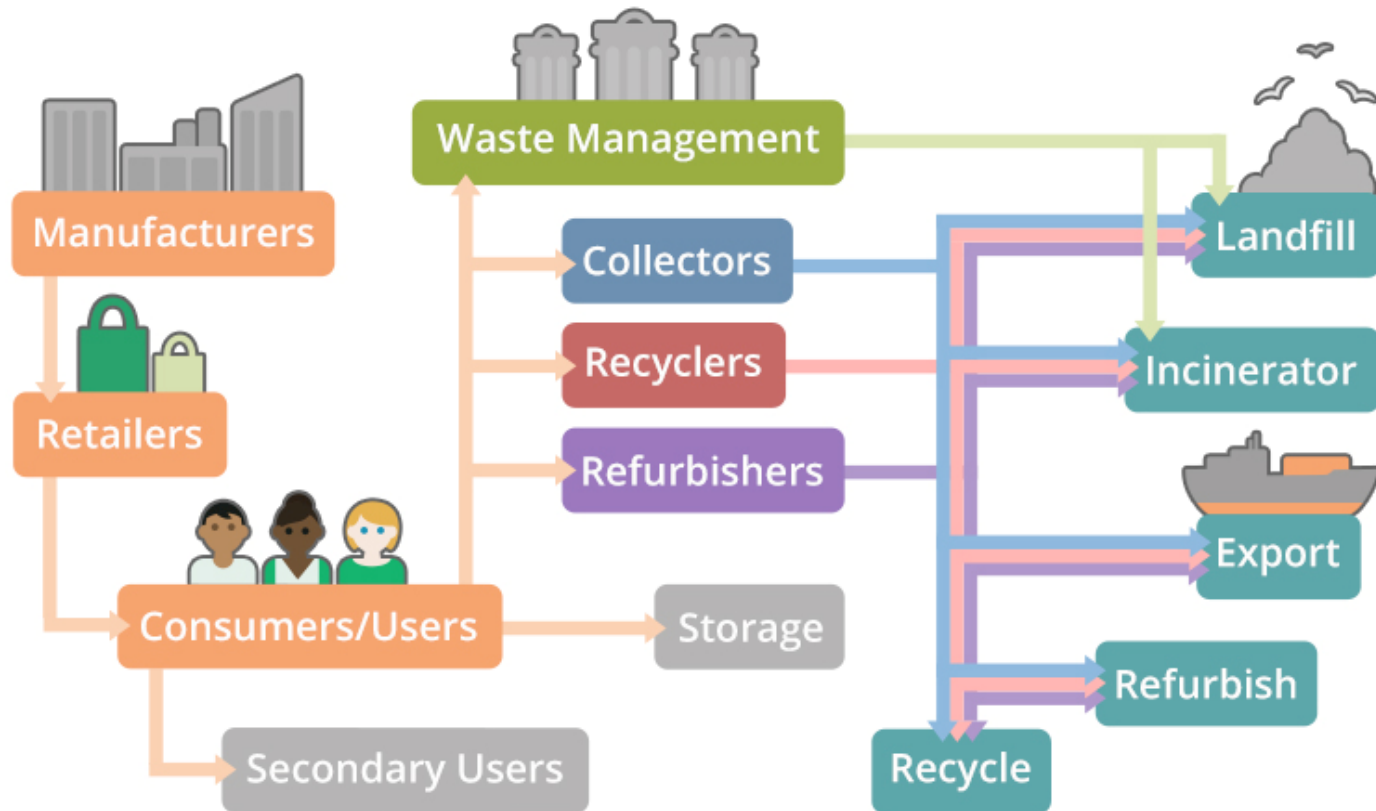 Waste Management
Manufacturers
Collectors
Landfill
Recyclers
Incinerator
Retailers
Refurbishers
Export
Consumers/Users
Storage
Refurbish
Secondary Users
Recycle